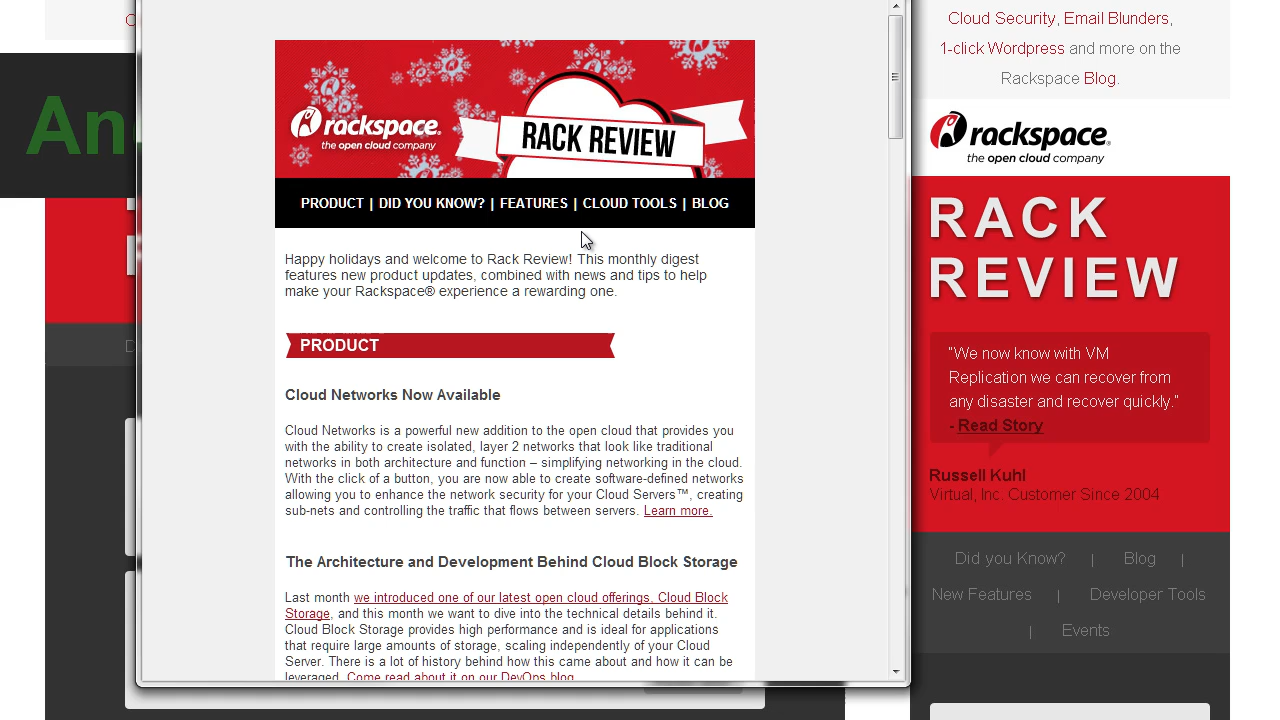 rackspace.
the open cloud company
RACK REVIEW
PRODUCT | DID YOU KNOW? | FEATURES | CLOUD TOOLS | BLOG
Happy holidays and welcome to Rack Review! This monthly digest
features new product updates, combined with news and tips to help
make your Rackspace® experience a rewarding one.
PRODUCT
Cloud Networks Now Available
Cloud Networks is a powerful new addition to the open cloud that provides you
with the ability to create isolated, layer 2 networks that look like traditional
networks in both architecture and function – simplifying networking in the cloud.
With the click of a button, you are now able to create software-defined networks
allowing you to enhance the network security for your Cloud Servers™, creating
sub-nets and controlling the traffic that flows between servers. Learn more.
The Architecture and Development Behind Cloud Block Storage
Last month we introduced one of our latest open cloud offerings, Cloud Block
Storage, and this month we want to dive into the technical details behind it.
Cloud Block Storage provides high performance and is ideal for applications
that require large amounts of storage, scaling independently of your Cloud
Server. There is a lot of history behind how this came about and how it can be
leveraged. Come read about it on our DevOps blog.
Cloud Security, Email Blunders,
1-click Wordpress and more on the
Rackspace Blog.
rackspace®
the open cloud company
RACK
REVIEW
"We now know with VM
Replication we can recover from
any disaster and recover quickly."
- Read Story
Russell Kuhl
Virtual, Inc. Customer Since 2004
Did you Know? | Blog |
New Features | Developer Tools
| Events